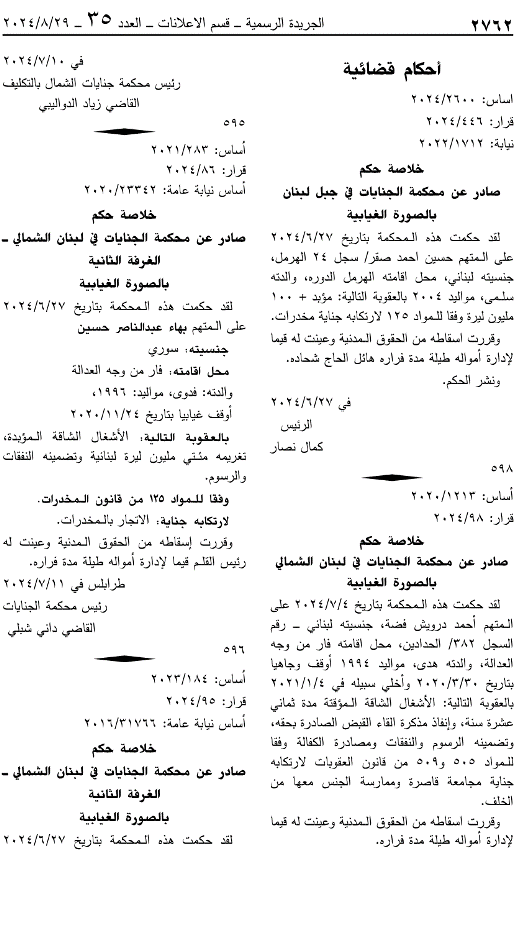 ٢٧٦٢
الجريدة الرسمية – قسم الاعلانات – العدد ٣٥ – ٢٠٢٤/٨/٢٩
أحكام قضائية
اساس: ٢٠٢٤/٢٦٠٠
قرار: ٢٠٢٤/٤٤٦
نيابة: ٢٠٢٢/١٧١٢
خلاصة حكم
صادر عن محكمة الجنايات في جبل لبنان
بالصورة الغيابية
لقد حكمت هذه المحكمة بتاريخ ٢٠٢٤/٦/٢٧
على المتهم حسين احمد صقر/ سجل ٢٤ الهرمل،
جنسيته لبناني، محل اقامته الهرمل الدوره، والدته
سلمى، مواليد ٢٠٠٤ بالعقوبة التالية: مؤبد + ١٠٠
مليون ليرة وفقا للمواد ١٢٥ لارتكابه جناية مخدرات.
وقررت اسقاطه من الحقوق المدنية وعينت له قيما
لإدارة أمواله طيلة مدة فراره هائل الحاج شحاده.
ونشر الحكم.
في ٢٠٢٤/٦/٢٧
الرئيس
كمال نصار
٥٩٨
أساس: ٢٠٢٠/١٢١٣
قرار: ٢٠٢٤/٩٨
خلاصة حكم
صادر عن محكمة الجنايات في لبنان الشمالي
بالصورة الغيابية
لقد حكمت هذه المحكمة بتاريخ ٢٠٢٤/٧/٤ على
المتهم أحمد درويش فضة، جنسيته لبناني – رقم
السجل ٣٨٢/ الحدادين، محل اقامته فار من وجه
العدالة، والدته هدى، مواليد ١٩٩٤ أوقف وجاهيا
بتاريخ ٢٠٢٠/٣/٣٠ وأخلي سبيله في ٢٠٢١/١/٤
بالعقوبة التالية: الأشغال الشاقة المؤقتة مدة ثماني
عشرة سنة، وإنفاذ مذكرة القاء القبض الصادرة بحقه،
وتضمينه الرسوم والنفقات ومصادرة الكفالة وفقا
للمواد ٥٠٥ و٥٠٩ من قانون العقوبات لارتكابه
جناية مجامعة قاصرة وممارسة الجنس معها من
الخلف.
وقررت اسقاطه من الحقوق المدنية وعينت له قيما
لإدارة أمواله طيلة مدة فراره.
في ٢٠٢٤/٧/١٠
رئيس محكمة جنايات الشمال بالتكليف
القاضي زياد الدواليبي
٥٩٥
أساس: ٢٠٢١/٢٨٣
قرار: ٢٠٢٤/٨٦
أساس نيابة عامة: ٢٠٢٠/٢٣٣٤٢
خلاصة حكم
صادر عن محكمة الجنايات في لبنان الشمالي –
الغرفة الثانية
بالصورة الغيابية
لقد حكمت هذه المحكمة بتاريخ ٢٠٢٤/٦/٢٧
على المتهم بهاء عبدالناصر حسين
جنسيته: سوري
محل اقامته: فار من وجه العدالة
والدته: فدوى، مواليد: ١٩٩٦،
أوقف غيابيا بتاريخ ٢٠٢٠/١١/٢٤
بالعقوبة التالية: الأشغال الشاقة المؤبدة،
تغريمه مئتي مليون ليرة لبنانية وتضمينه النفقات
والرسوم.
وفقا للمواد ١٢٥ من قانون المخدرات.
لارتكابه جناية: الاتجار بالمخدرات.
وقررت إسقاطه من الحقوق المدنية وعينت له
رئيس القلم قيما لإدارة أمواله طيلة مدة فراره.
طرابلس في ٢٠٢٤/٧/١١
رئيس محكمة الجنايات
القاضي داني شبلي
٥٩٦
أساس: ٢٠٢٣/١٨٤
قرار: ٢٠٢٤/٩٥
أساس نيابة عامة: ٢٠١٦/٣١٧٦٦
خلاصة حكم
صادر عن محكمة الجنايات في لبنان الشمالي –
الغرفة الثانية
بالصورة الغيابية
لقد حكمت هذه المحكمة بتاريخ ٢٠٢٤/٦/٢٧